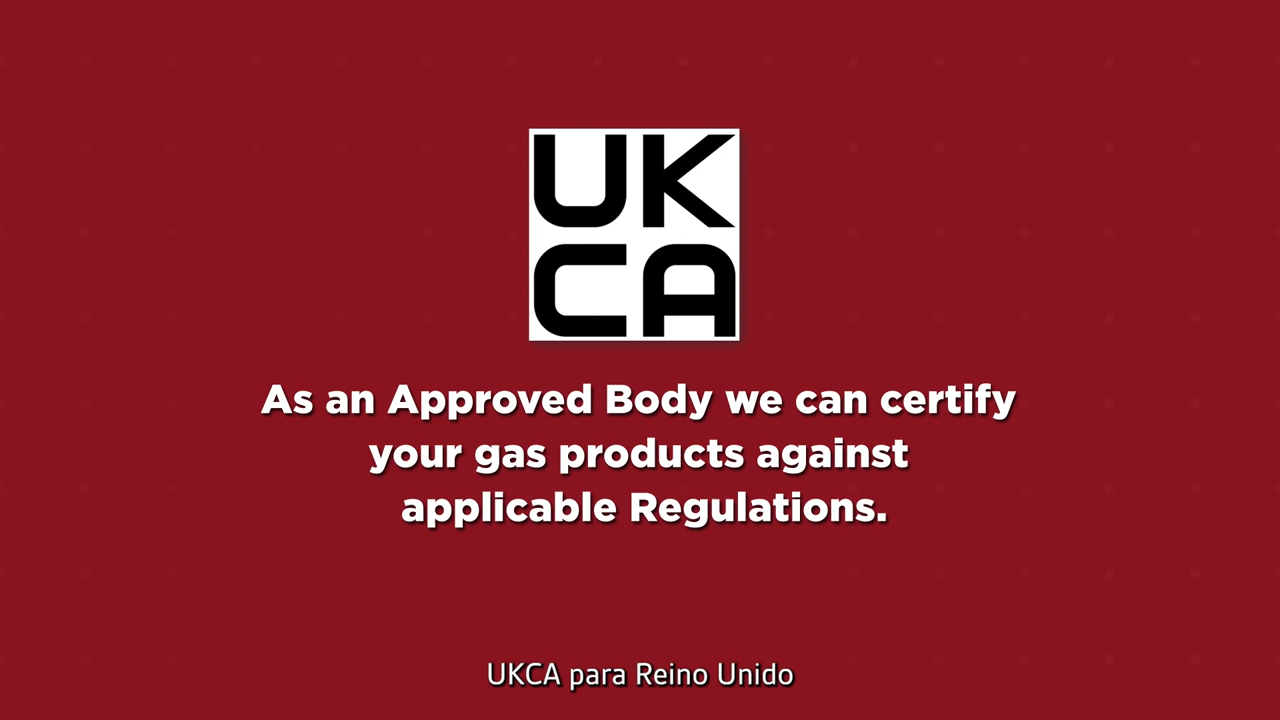 UK
CA
As an Approved Body we can certify
your gas products against
applicable Regulations.
UKCA para Reino Unido